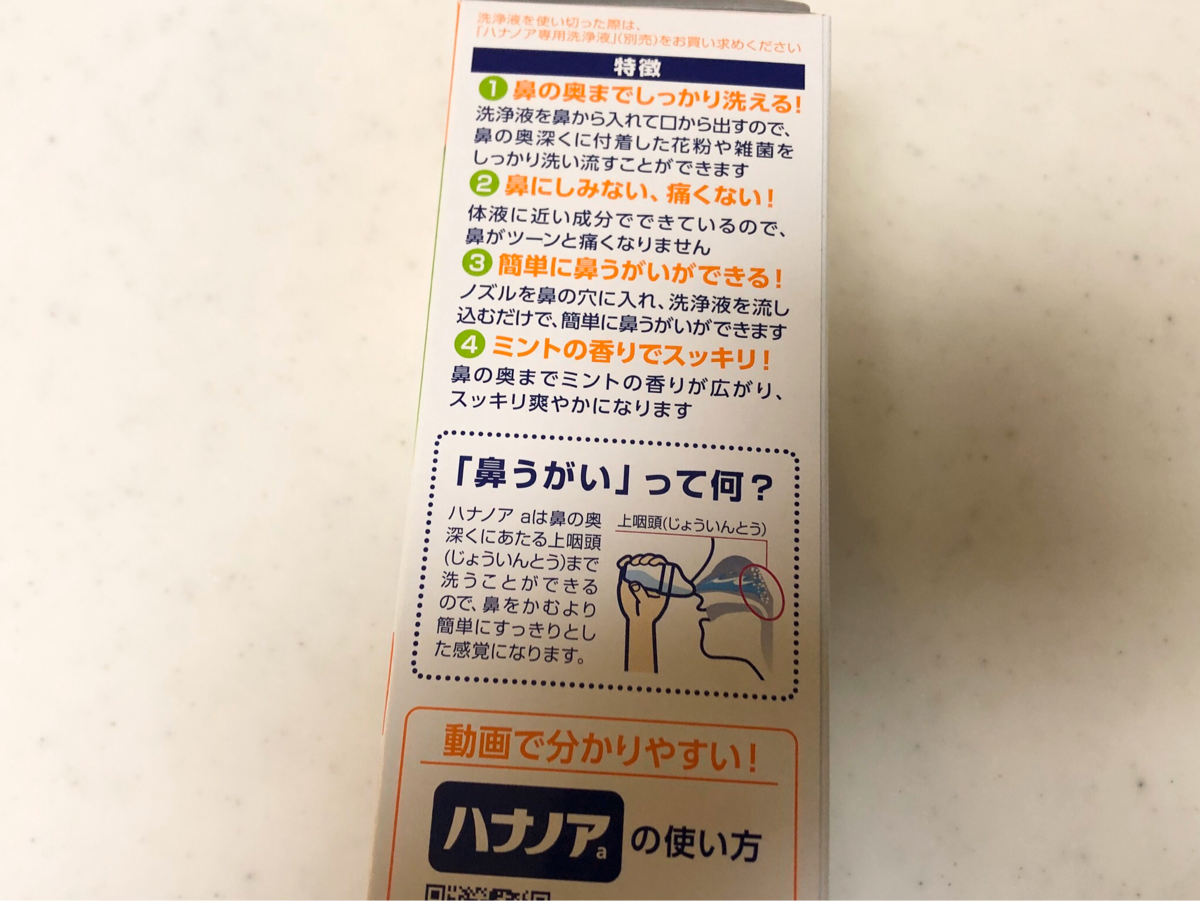 洗浄液を使い切った際は、
「ハナノア専用洗浄液」(別売)をお買い求めください
特徴
1 鼻の奥までしっかり洗える!
洗浄液を鼻から入れて口から出すので、
鼻の奥深くに付着した花粉や雑菌を
しっかり洗い流すことができます
2 鼻にしみない、痛くない!
体液に近い成分でできているので、
鼻がツーンと痛くなりません
3 簡単に鼻うがいができる!
ノズルを鼻の穴に入れ、洗浄液を流し
込むだけで、簡単に鼻うがいができます
4 ミントの香りでスッキリ!
鼻の奥までミントの香りが広がり、
スッキリ爽やかになります
「鼻うがい」って何?
ハナノア aは鼻の奥
深くにあたる上咽頭
(じょういんとう)まで
洗うことができる
ので、鼻をかむより
簡単にすっきりとし
た感覚になります。
上咽頭(じょういんとう)
動画で分かりやすい!
ハナノアa の使い方